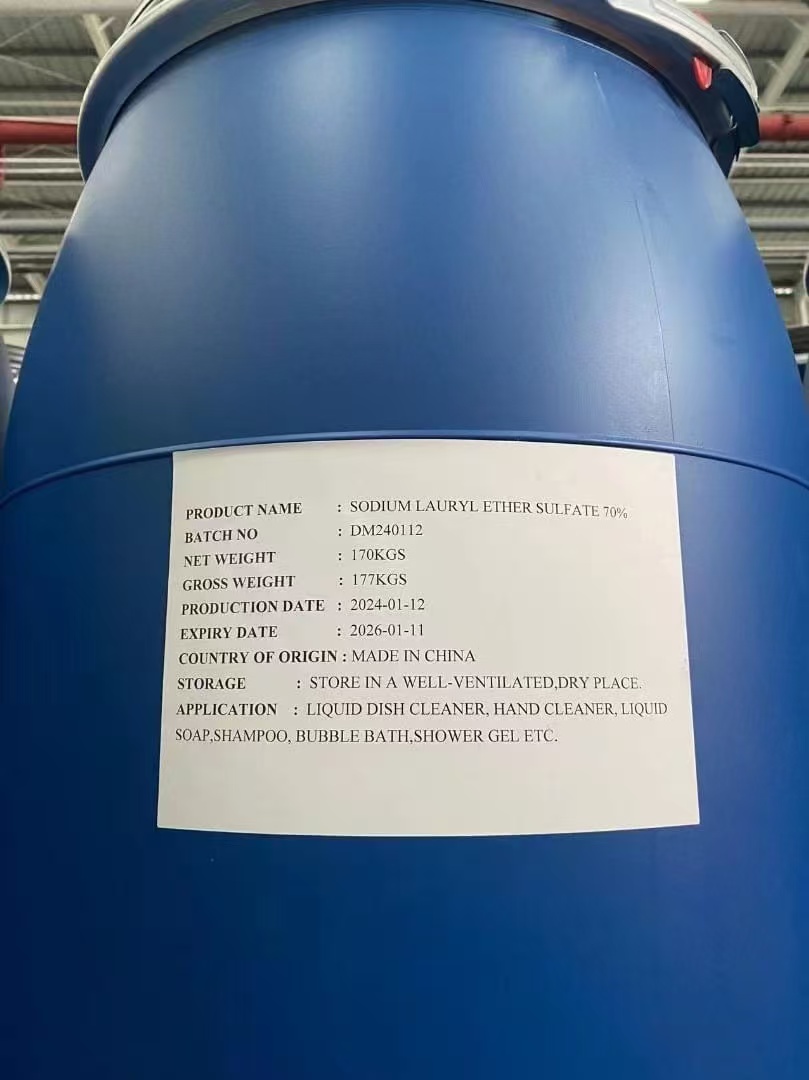 PRODUCT NAME : SODIUM LAURYL ETHER SULFATE 70%
BATCH NO : DM240112
NET WEIGHT : 170KGS
GROSS WEIGHT : 177KGS
PRODUCTION DATE : 2024-01-12
EXPIRY DATE : 2026-01-11
COUNTRY OF ORIGIN : MADE IN CHINA
STORAGE : STORE IN A WELL-VENTILATED,DRY PLACE.
APPLICATION : LIQUID DISH CLEANER, HAND CLEANER, LIQUID
SOAP,SHAMPOO, BUBBLE BATH,SHOWER GEL ETC.